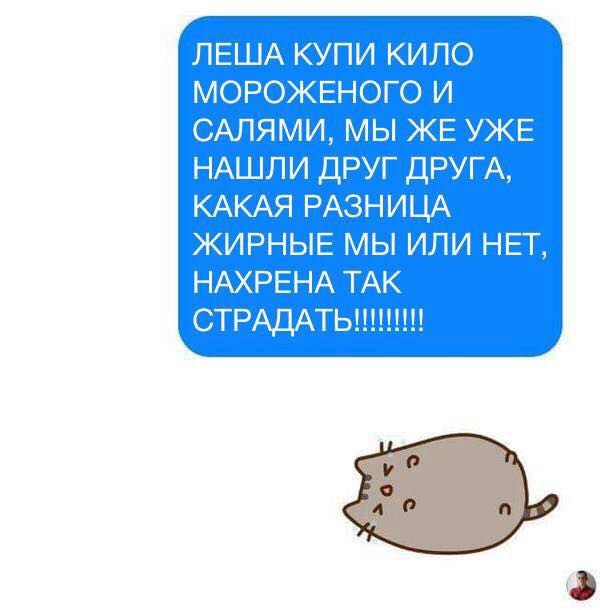 ЛЕША КУПИ КИЛО
МОРОЖЕНОГО И
САЛЯМИ, МЫ ЖЕ УЖЕ
НАШЛИ ДРУГ ДРУГА,
КАКАЯ РАЗНИЦА
ЖИРНЫЕ МЫ ИЛИ НЕТ,
НАХРЕНА ТАК
СТРАДАТЬ!!!!!!!!!